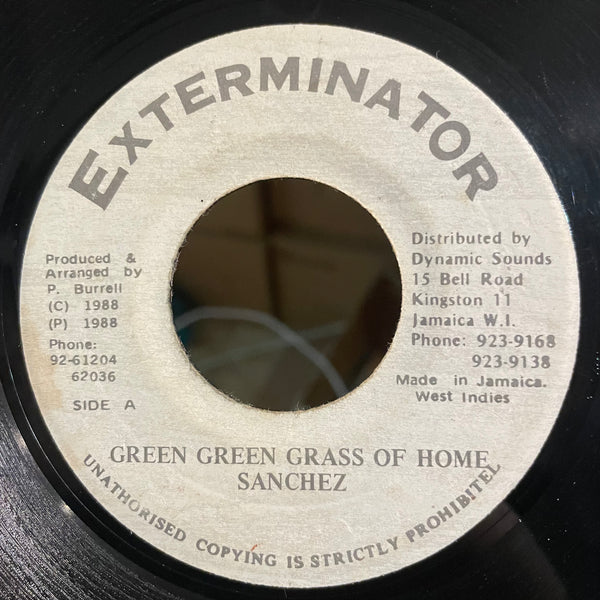 EXTERMINATOR
Produced &
Arranged by
P. Burrell
(C) 1988
(P) 1988
Phone:
92-61204
62036
SIDE A
Distributed by
Dynamic Sounds
15 Bell Road
Kingston 11
Jamaica W.I.
Phone: 923-9168
923-9138
Made in Jamaica.
West Indies
GREEN GREEN GRASS OF HOME
SANCHEZ
UNATHORISED COPYING IS STRICTLY PROHIBITEL